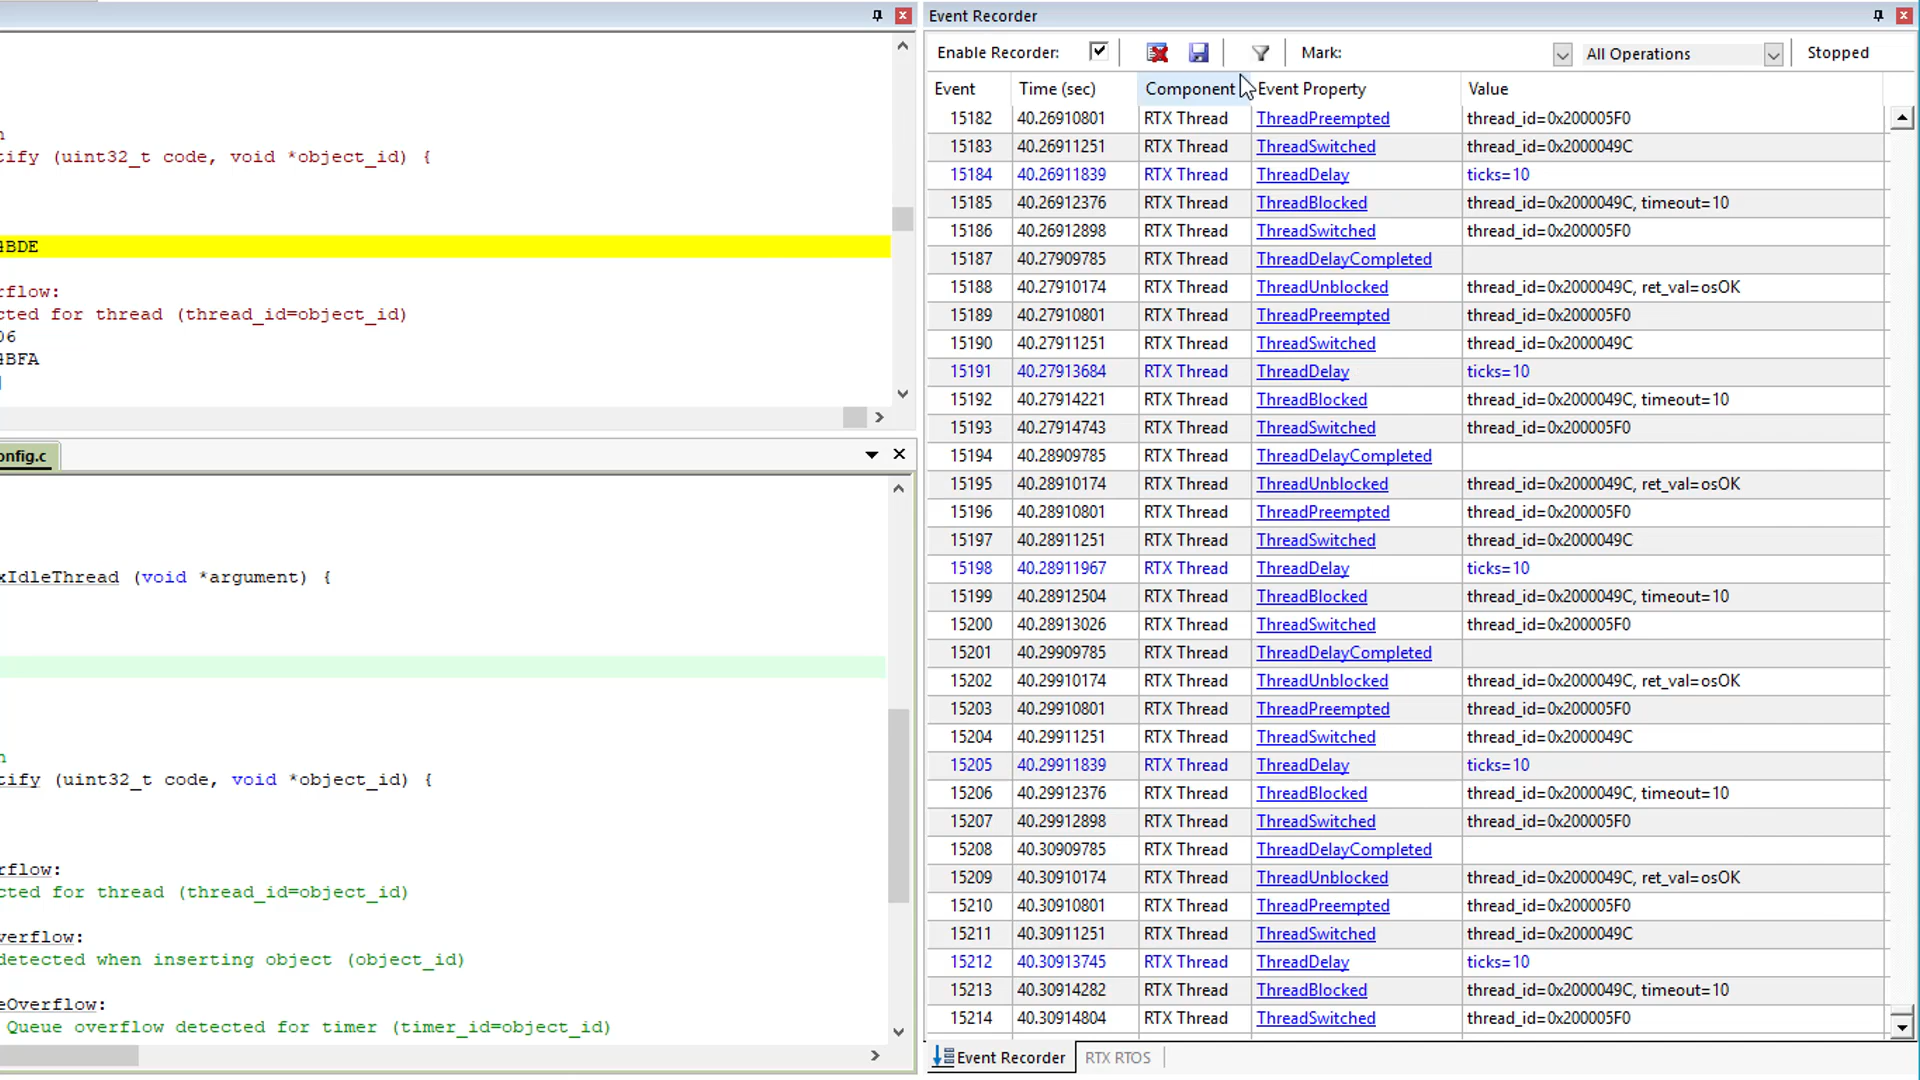 n
tify (uint32_t code, void *object_id) {
4BDE
rflow:
cted for thread (thread_id=object_id)
06
4BFA
onfig.c
xIdleThread (void *argument) {
n
tify (uint32_t code, void *object_id) {
rflow:
cted for thread (thread_id=object_id)
verflow:
detected when inserting object (object_id)
eOverflow:
Queue overflow detected for timer (timer_id=object_id)
Event Recorder
Enable Recorder: Mark: All Operations Stopped
Event Time (sec) Component Event Property Value
15182 40.26910801 RTX Thread ThreadPreempted thread_id=0x200005F0
15183 40.26911251 RTX Thread ThreadSwitched thread_id=0x2000049C
15184 40.26911839 RTX Thread ThreadDelay ticks=10
15185 40.26912376 RTX Thread ThreadBlocked thread_id=0x2000049C, timeout=10
15186 40.26912898 RTX Thread ThreadSwitched thread_id=0x200005F0
15187 40.27909785 RTX Thread ThreadDelayCompleted
15188 40.27910174 RTX Thread ThreadUnblocked thread_id=0x2000049C, ret_val=osOK
15189 40.27910801 RTX Thread ThreadPreempted thread_id=0x200005F0
15190 40.27911251 RTX Thread ThreadSwitched thread_id=0x2000049C
15191 40.27913684 RTX Thread ThreadDelay ticks=10
15192 40.27914221 RTX Thread ThreadBlocked thread_id=0x2000049C, timeout=10
15193 40.27914743 RTX Thread ThreadSwitched thread_id=0x200005F0
15194 40.28909785 RTX Thread ThreadDelayCompleted
15195 40.28910174 RTX Thread ThreadUnblocked thread_id=0x2000049C, ret_val=osOK
15196 40.28910801 RTX Thread ThreadPreempted thread_id=0x200005F0
15197 40.28911251 RTX Thread ThreadSwitched thread_id=0x2000049C
15198 40.28911967 RTX Thread ThreadDelay ticks=10
15199 40.28912504 RTX Thread ThreadBlocked thread_id=0x2000049C, timeout=10
15200 40.28913026 RTX Thread ThreadSwitched thread_id=0x200005F0
15201 40.29909785 RTX Thread ThreadDelayCompleted
15202 40.29910174 RTX Thread ThreadUnblocked thread_id=0x2000049C, ret_val=osOK
15203 40.29910801 RTX Thread ThreadPreempted thread_id=0x200005F0
15204 40.29911251 RTX Thread ThreadSwitched thread_id=0x2000049C
15205 40.29911839 RTX Thread ThreadDelay ticks=10
15206 40.29912376 RTX Thread ThreadBlocked thread_id=0x2000049C, timeout=10
15207 40.29912898 RTX Thread ThreadSwitched thread_id=0x200005F0
15208 40.30909785 RTX Thread ThreadDelayCompleted
15209 40.30910174 RTX Thread ThreadUnblocked thread_id=0x2000049C, ret_val=osOK
15210 40.30910801 RTX Thread ThreadPreempted thread_id=0x200005F0
15211 40.30911251 RTX Thread ThreadSwitched thread_id=0x2000049C
15212 40.30913745 RTX Thread ThreadDelay ticks=10
15213 40.30914282 RTX Thread ThreadBlocked thread_id=0x2000049C, timeout=10
15214 40.30914804 RTX Thread ThreadSwitched thread_id=0x200005F0
Event Recorder RTX RTOS